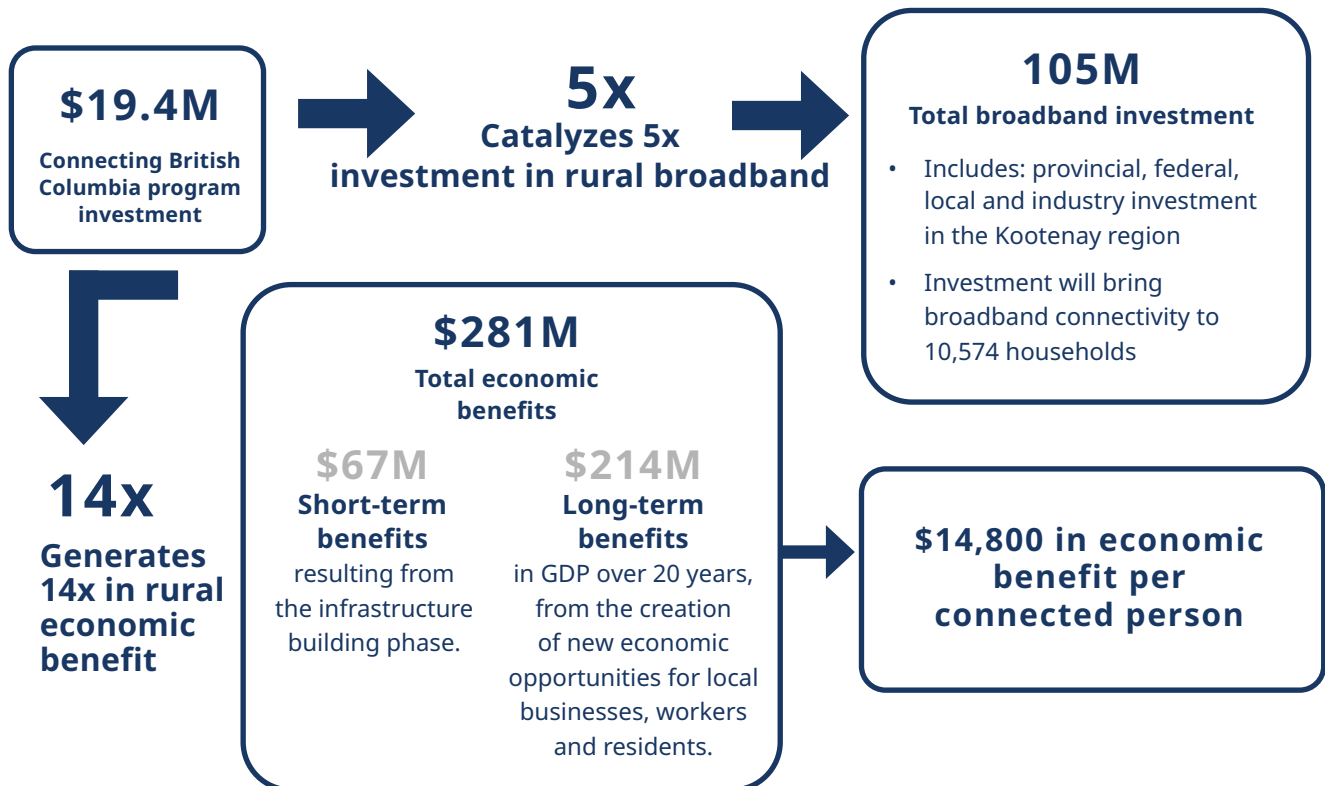 $19.4M
Connecting British
Columbia program
investment
5x
Catalyzes 5x
investment in rural broadband
105M
Total broadband investment
• Includes: provincial, federal,
local and industry investment
in the Kootenay region
• Investment will bring
broadband connectivity to
10,574 households
14x
Generates
14x in rural
economic
benefit
$281M
Total economic
benefits
$67M
Short-term
benefits
resulting from
the infrastructure
building phase.
$214M
Long-term
benefits
in GDP over 20 years,
from the creation
of new economic
opportunities for local
businesses, workers
and residents.
$14,800 in economic
benefit per
connected person